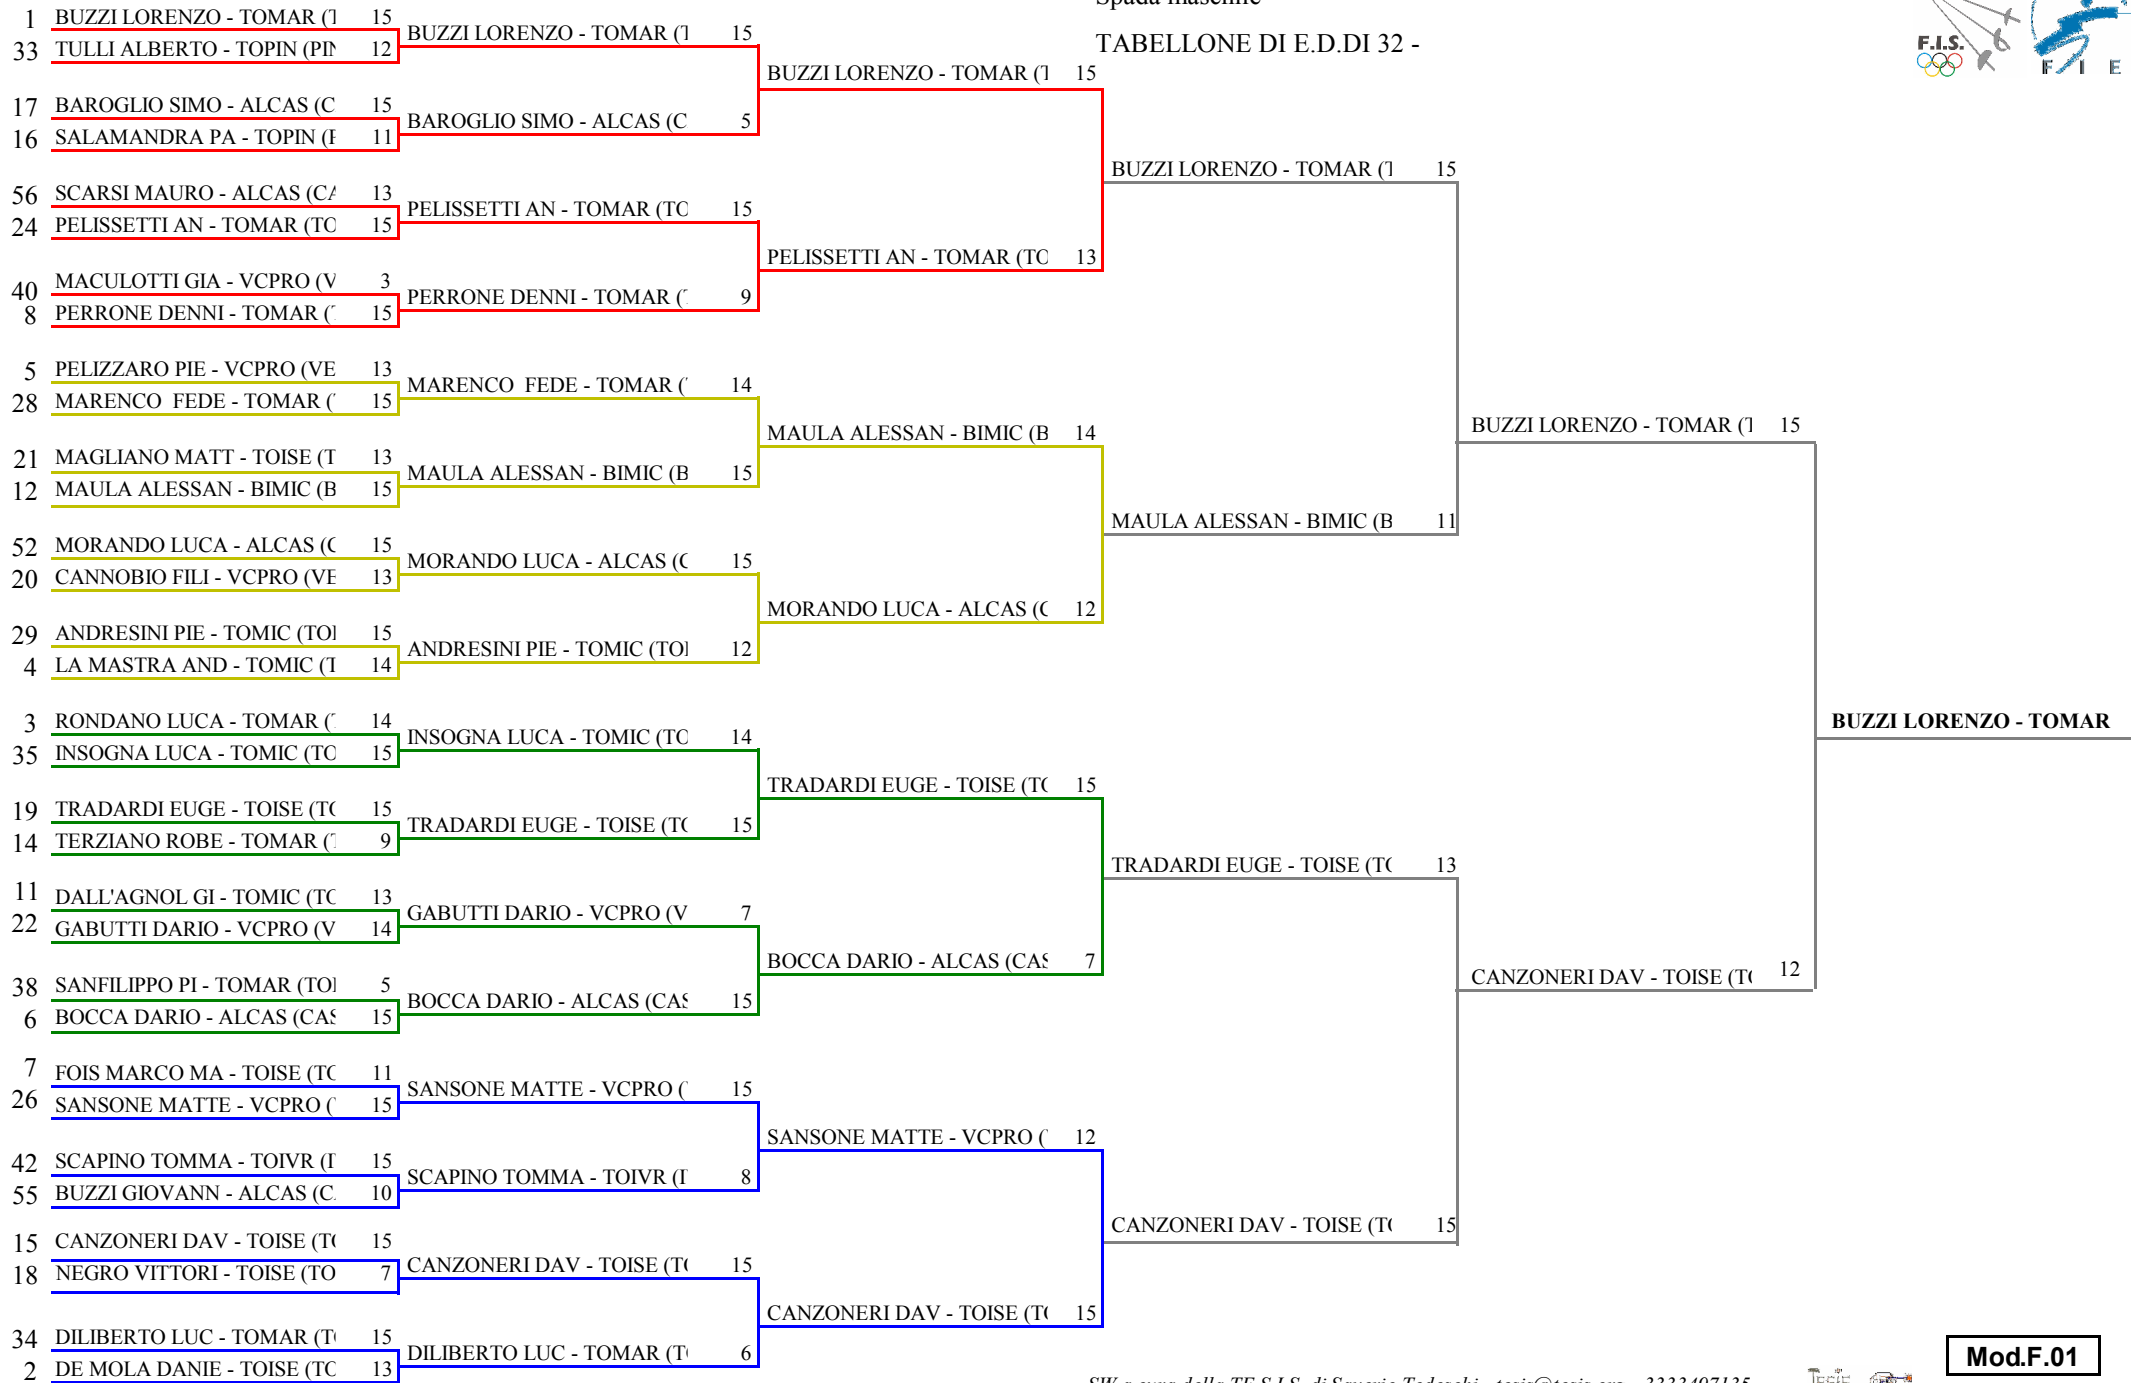 Spada maschile
TABELLONE DI E.D.DI 32 -
F.I.S.
F I E
1 BUZZI LORENZO - TOMAR (T 15
33 TULLI ALBERTO - TOPIN (PIN 12
17 BAROGLIO SIMO - ALCAS (C 15
16 SALAMANDRA PA - TOPIN (P 11
56 SCARSI MAURO - ALCAS (CA 13
24 PELISSETTI AN - TOMAR (TO 15
40 MACULOTTI GIA - VCPRO (V 3
8 PERRONE DENNI - TOMAR (T 15
5 PELIZZARO PIE - VCPRO (VE 13
28 MARENCO FEDE - TOMAR ( 15
21 MAGLIANO MATT - TOISE (T 13
12 MAULA ALESSAN - BIMIC (B 15
52 MORANDO LUCA - ALCAS (C 15
20 CANNOBIO FILI - VCPRO (VE 13
29 ANDRESINI PIE - TOMIC (TO 15
4 LA MASTRA AND - TOMIC (T 14
3 RONDANO LUCA - TOMAR (T 14
35 INSOGNA LUCA - TOMIC (TO 15
19 TRADARDI EUGE - TOISE (TO 15
14 TERZIANO ROBE - TOMAR (T 9
11 DALL'AGNOL GI - TOMIC (TO 13
22 GABUTTI DARIO - VCPRO (V 14
38 SANFILIPPO PI - TOMAR (TO 5
6 BOCCA DARIO - ALCAS (CAS 15
7 FOIS MARCO MA - TOISE (TO 11
26 SANSONE MATTE - VCPRO ( 15
42 SCAPINO TOMMA - TOIVR (I 15
55 BUZZI GIOVANN - ALCAS (C 10
15 CANZONERI DAV - TOISE (TO 15
18 NEGRO VITTORI - TOISE (TO 7
34 DILIBERTO LUC - TOMAR (TO 15
2 DE MOLA DANIE - TOISE (TO 13
BUZZI LORENZO - TOMAR (T 15
BAROGLIO SIMO - ALCAS (C 5
PELISSETTI AN - TOMAR (TO 15
PERRONE DENNI - TOMAR (T 9
MARENCO FEDE - TOMAR ( 14
MAULA ALESSAN - BIMIC (B 15
MORANDO LUCA - ALCAS (C 15
ANDRESINI PIE - TOMIC (TO 12
INSOGNA LUCA - TOMIC (TO 14
TRADARDI EUGE - TOISE (TO 15
GABUTTI DARIO - VCPRO (V 7
BOCCA DARIO - ALCAS (CAS 15
SANSONE MATTE - VCPRO ( 15
SCAPINO TOMMA - TOIVR (I 8
CANZONERI DAV - TOISE (TO 15
DILIBERTO LUC - TOMAR (TO 6
BUZZI LORENZO - TOMAR (T 15
PELISSETTI AN - TOMAR (TO 13
MAULA ALESSAN - BIMIC (B 14
MORANDO LUCA - ALCAS (C 12
TRADARDI EUGE - TOISE (TO 15
BOCCA DARIO - ALCAS (CAS 7
SANSONE MATTE - VCPRO ( 12
CANZONERI DAV - TOISE (TO 15
BUZZI LORENZO - TOMAR (T 15
MAULA ALESSAN - BIMIC (B 11
TRADARDI EUGE - TOISE (TO 13
CANZONERI DAV - TOISE (TO 15
BUZZI LORENZO - TOMAR (T 15
CANZONERI DAV - TOISE (TO 12
BUZZI LORENZO - TOMAR
Mod.F.01
SW a cura della TE.S.I.S. di Saverio Tedeschi - tesis@tesis.org - 3333497135